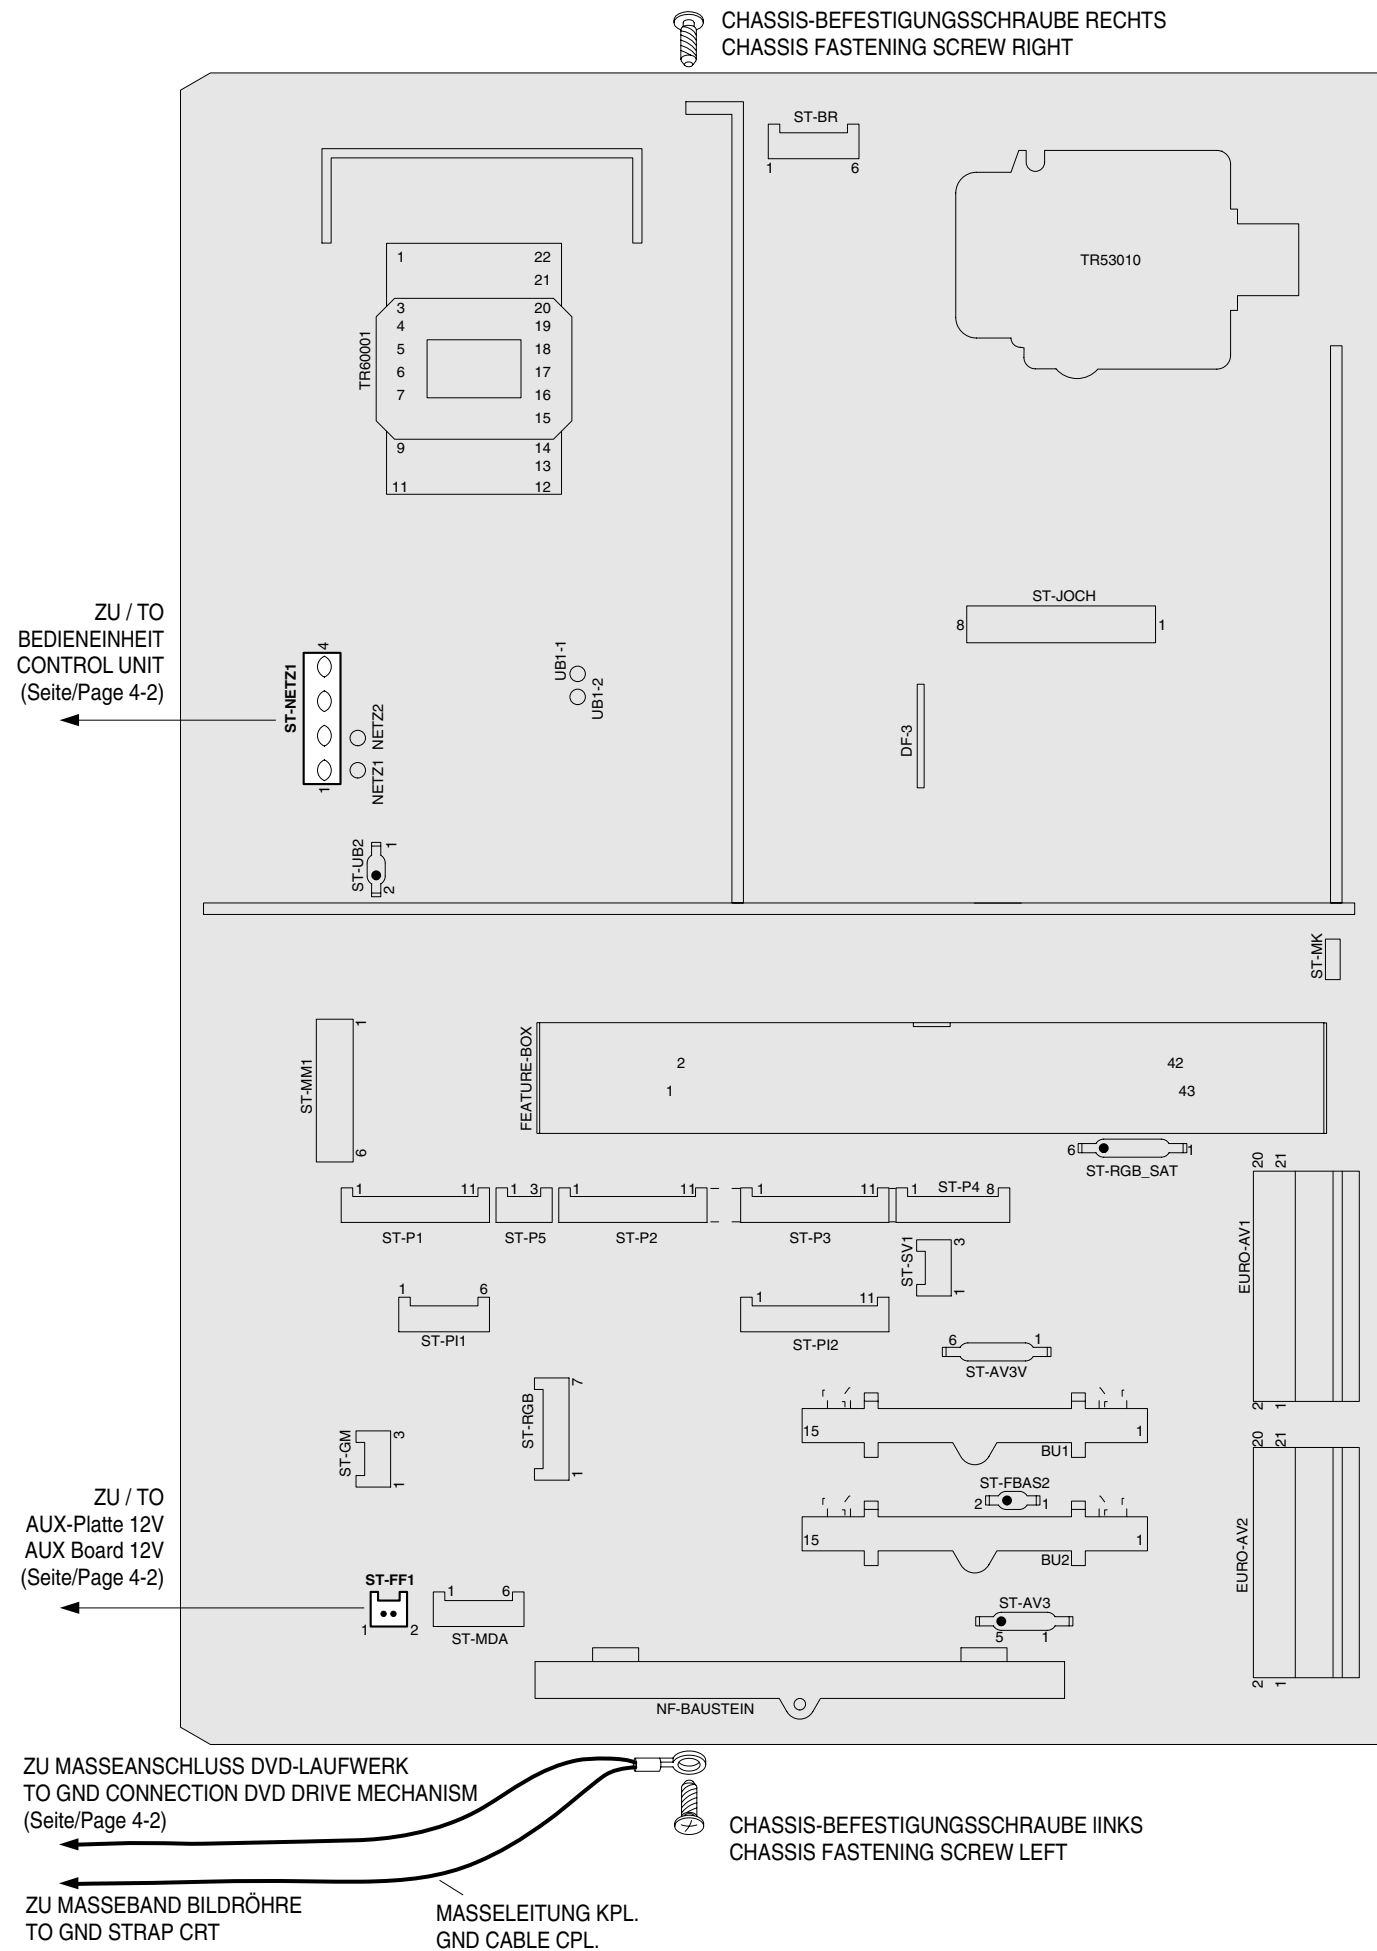 CHASSIS-BEFESTIGUNGSSCHRAUBE RECHTS
CHASSIS FASTENING SCREW RIGHT
ST-BR
1 6
TR53010
1 22
21
3 20
4 19
5 18
6 17
7 16
15
9 14
13
11 12
TR60001
ZU / TO
BEDIENEINHEIT
CONTROL UNIT
(Seite/Page 4-2)
ST-NETZ1
4
1
NETZ2
NETZ1
UB1-1
UB1-2
ST-JOCH
8 1
DF-3
ST-UB2
1
2
ST-MK
ST-MM1
1
6
FEATURE-BOX
2 42
1 43
6 1
ST-RGB_SAT
1 11
ST-P1
1 3
ST-P5
1 11
ST-P2
1 11
ST-P3
1 ST-P4 8
ST-SV1
3
1
20 21
EURO-AV1
2 1
1 6
ST-PI1
1 11
ST-PI2
6 1
ST-AV3V
ST-RGB
7
1
ST-GM
3
1
15 1
BU1
ST-FBAS2
2 1
15 1
BU2
20 21
EURO-AV2
2 1
ZU / TO
AUX-Platte 12V
AUX Board 12V
(Seite/Page 4-2)
ST-FF1
1 2
1 6
ST-MDA
ST-AV3
5 1
NF-BAUSTEIN
ZU MASSEANSCHLUSS DVD-LAUFWERK
TO GND CONNECTION DVD DRIVE MECHANISM
(Seite/Page 4-2)
CHASSIS-BEFESTIGUNGSSCHRAUBE lINKS
CHASSIS FASTENING SCREW LEFT
ZU MASSEBAND BILDRÖHRE
TO GND STRAP CRT
MASSELEITUNG KPL.
GND CABLE CPL.